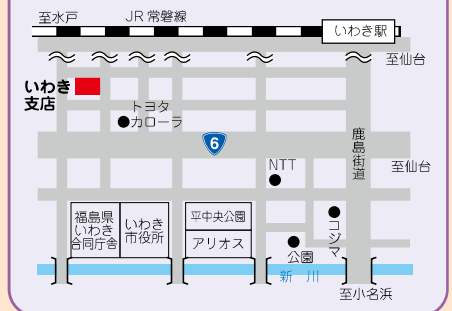 至水戸
JR 常磐線
いわき駅
至仙台
いわき
支店
トヨタ
カローラ
6
鹿島街道
NTT
至仙台
福島県
いわき
合同庁舎
いわき
市役所
平中央公園
アリオス
コジマ
公園
新川
至小名浜